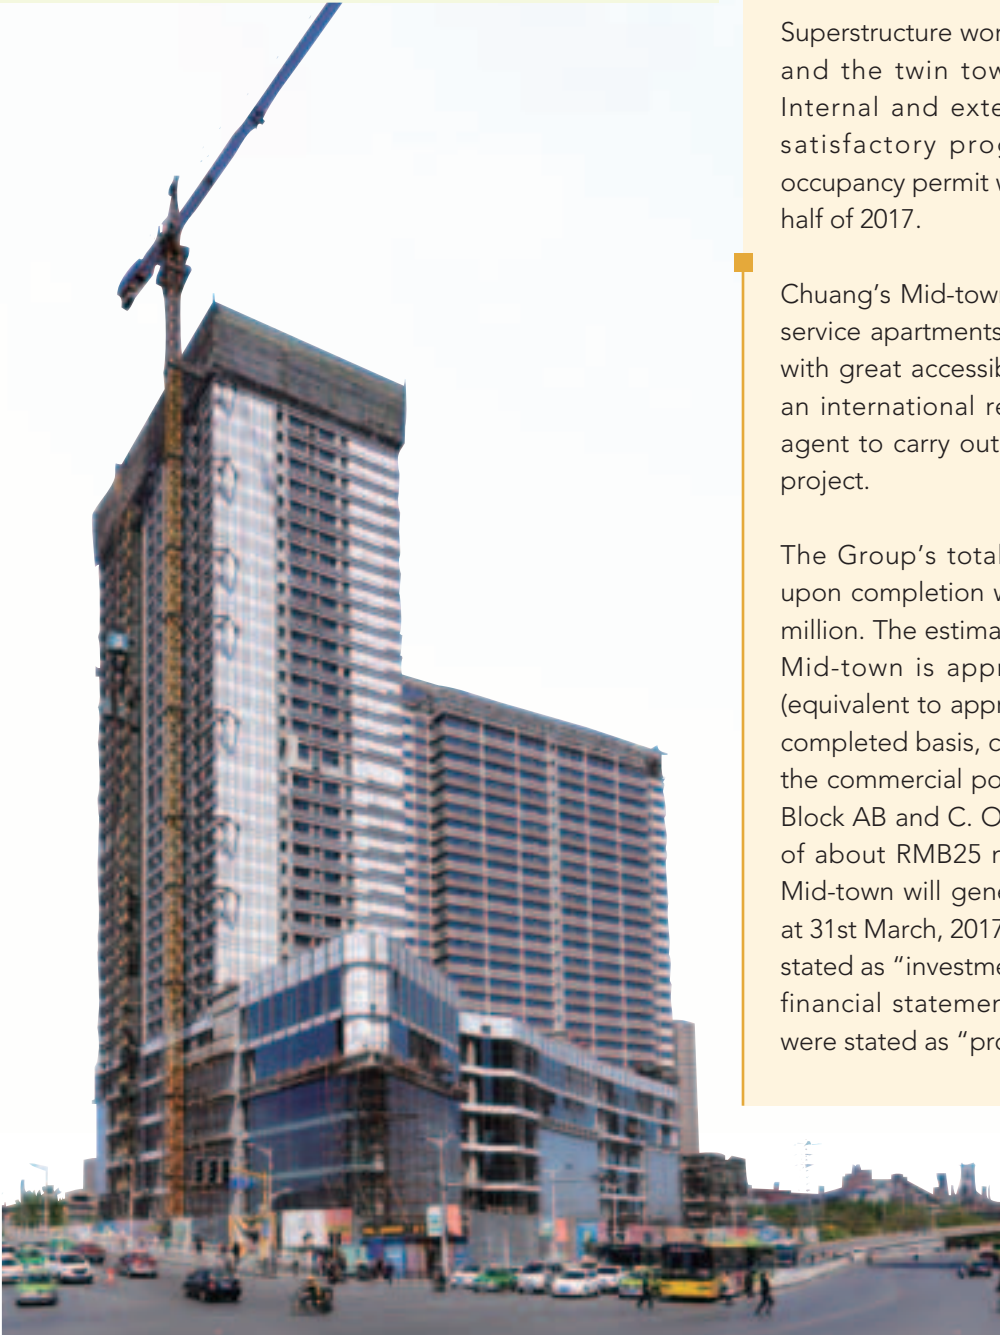 Superstructure wor
and the twin tow
Internal and exte
satisfactory prog
occupancy permit w
half of 2017.
Chuang’s Mid-town
service apartments
with great accessib
an international re
agent to carry out
project.
The Group’s total
upon completion w
million. The estima
Mid-town is appr
(equivalent to appr
completed basis, c
the commercial po
Block AB and C. O
of about RMB25 m
Mid-town will gene
at 31st March, 2017
stated as “investme
financial statemen
were stated as “pro